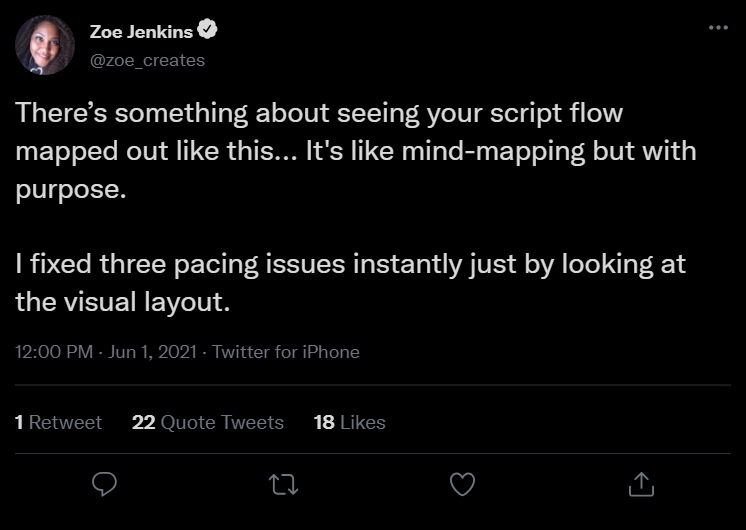 Zoe Jenkins
@zoe_creates
There’s something about seeing your script flow
mapped out like this... It's like mind-mapping but with
purpose.
I fixed three pacing issues instantly just by looking at
the visual layout.
12:00 PM · Jun 1, 2021 · Twitter for iPhone
1 Retweet 22 Quote Tweets 18 Likes